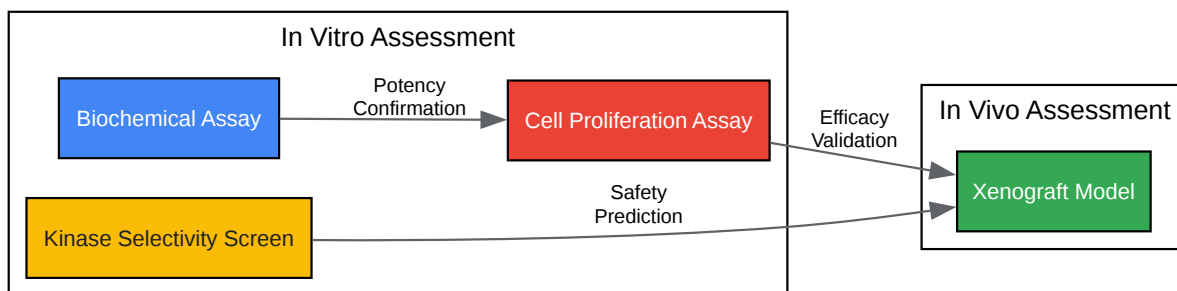 In Vitro Assessment
Biochemical Assay
Potency
Confirmation
Cell Proliferation Assay
Efficacy
Validation
In Vivo Assessment
Xenograft Model
Kinase Selectivity Screen
Safety
Prediction